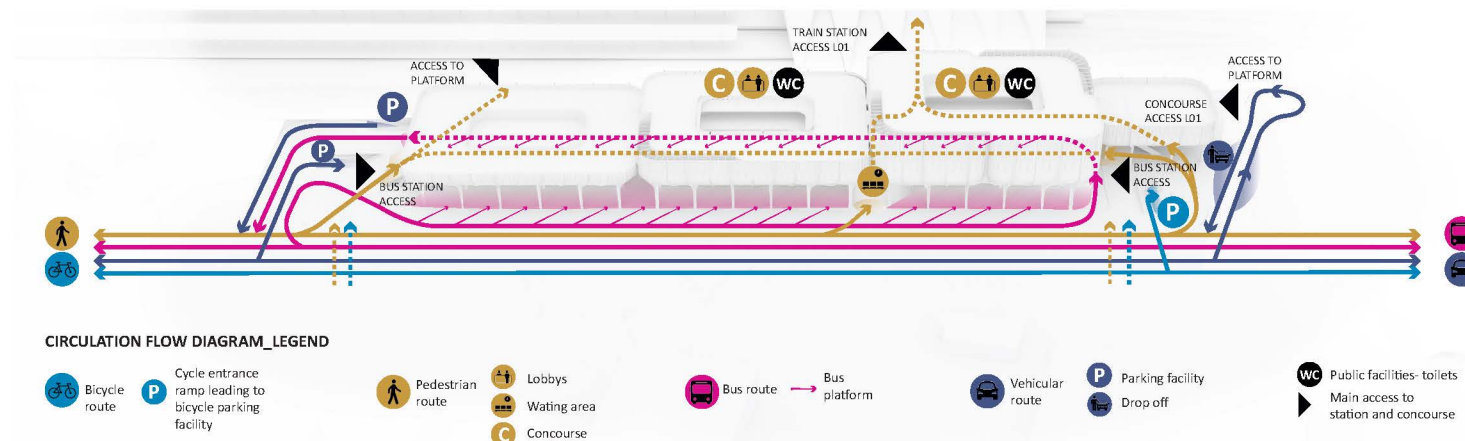 TRAIN STATION
ACCESS L01
ACCESS TO
PLATFORM
ACCESS TO
PLATFORM
C
WC
C
WC
P
CONCOURSE
ACCESS L01
P
BUS STATION
ACCESS
BUS STATION
ACCESS
P
CIRCULATION FLOW DIAGRAM_LEGEND
Bicycle
route
P
Cycle entrance
ramp leading to
bicycle parking
facility
Pedestrian
route
Lobbys
Wating area
C
Concourse
Bus route
Bus
platform
Vehicular
route
P
Parking facility
Drop off
WC
Public facilities- toilets
Main access to
station and concourse